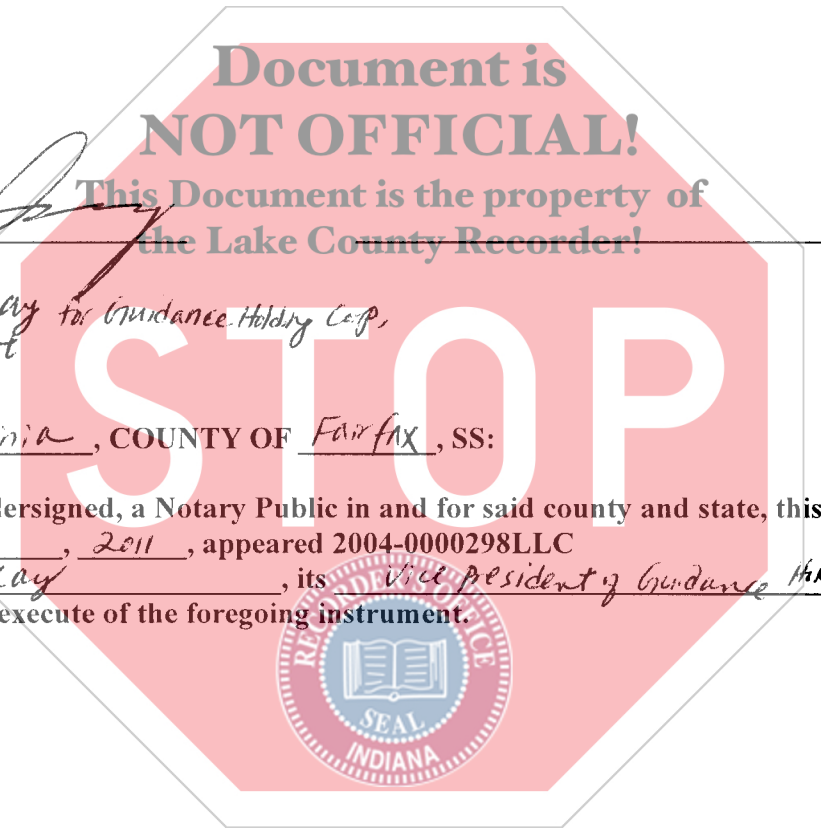 Document is
NOT OFFICIAL!
This Document is the property of
the Lake County Recorder!
for Guidance Holding Corp,
STOP
, COUNTY OF Fairfax, SS:
ersigned, a Notary Public in and for said county and state, this
, 2011, appeared 2004-0000298LLC
, its Vice President of Guidance
execute of the foregoing instrument.
RECORDER'S OFFICE
SEAL
INDIANA